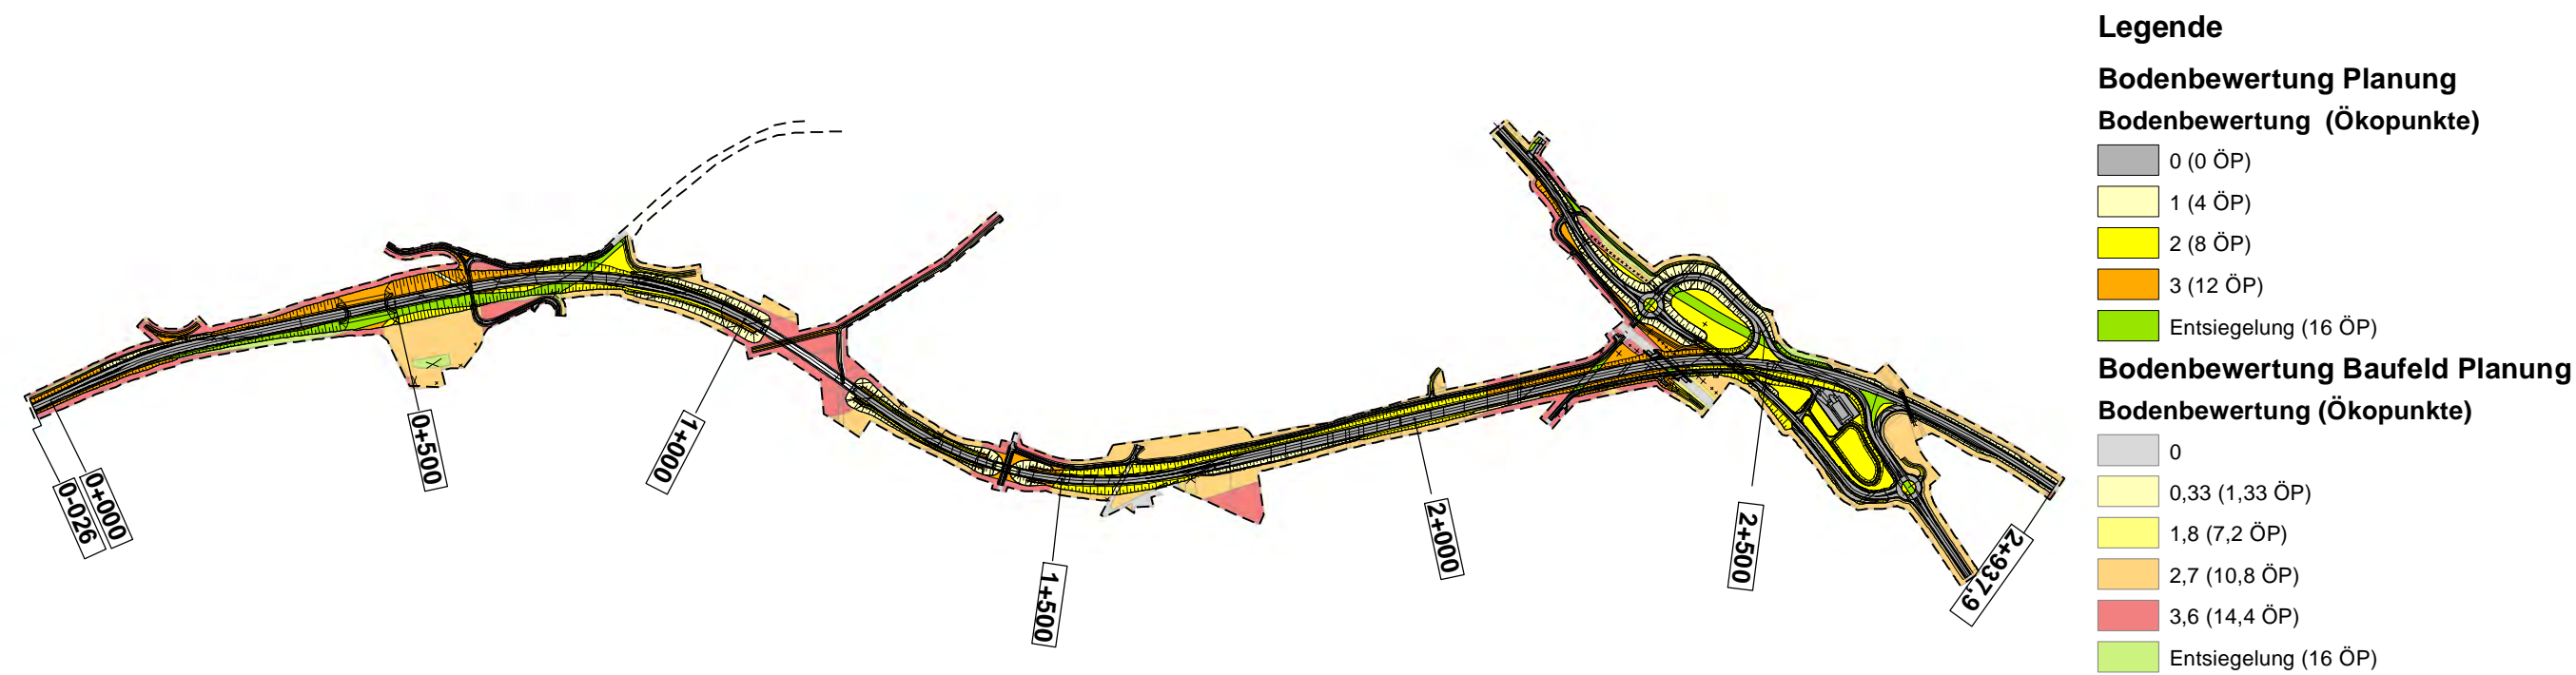 0-026
0+000
0+500
1+000
1+500
2+000
2+500
2+937,9
Legende
Bodenbewertung Planung
Bodenbewertung (Ökopunkte)
0 (0 ÖP)
1 (4 ÖP)
2 (8 ÖP)
3 (12 ÖP)
Entsiegelung (16 ÖP)
Bodenbewertung Baufeld Planung
Bodenbewertung (Ökopunkte)
0
0,33 (1,33 ÖP)
1,8 (7,2 ÖP)
2,7 (10,8 ÖP)
3,6 (14,4 ÖP)
Entsiegelung (16 ÖP)